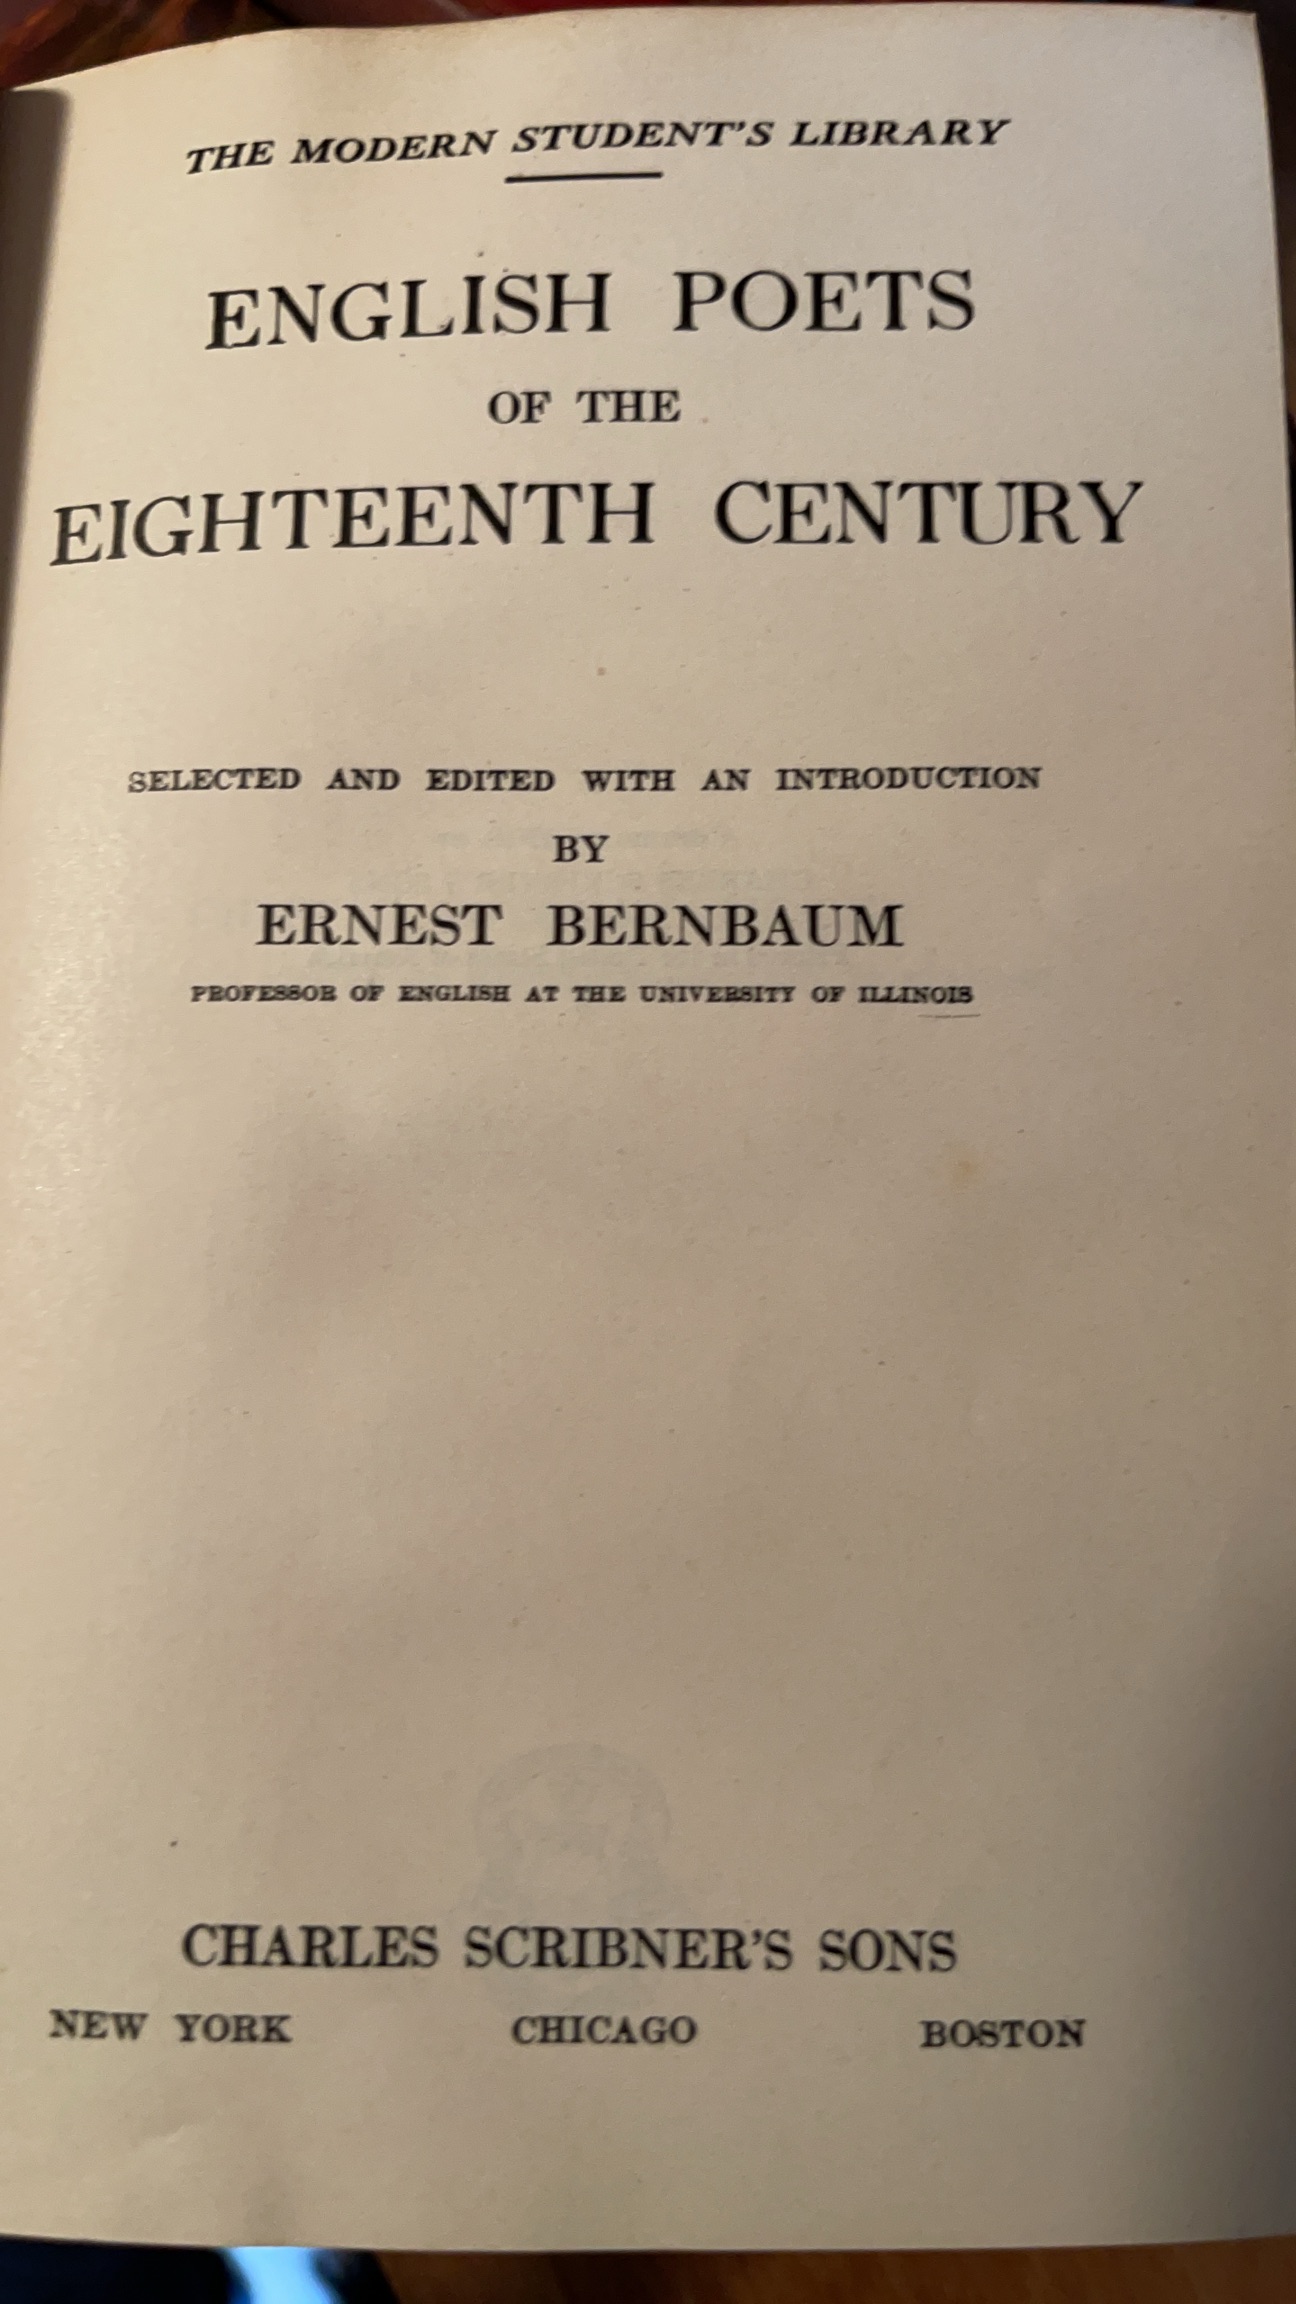 THE MODERN STUDENT'S LIBRARY
ENGLISH POETS
OF THE
EIGHTEENTH CENTURY
SELECTED AND EDITED WITH AN INTRODUCTION
BY
ERNEST BERNBAUM
PROFESSOR OF ENGLISH AT THE UNIVERSITY OF ILLINOIS
CHARLES SCRIBNER'S SONS
NEW YORK CHICAGO BOSTON